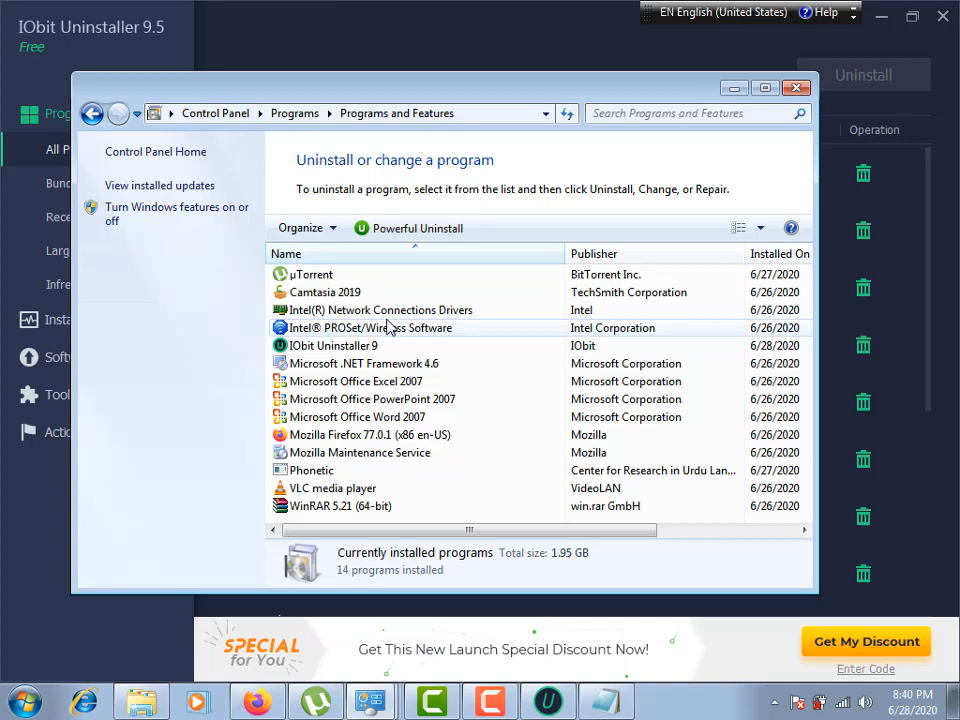 IObit Uninstaller 9.5
Free
EN English (United States) Help
Uninstall
Operation
Prog
All P
Bund
Rece
Larg
Infre
Insta
Softw
Tool
Actio
Control Panel Programs Programs and Features
Search Programs and Features
Control Panel Home
View installed updates
Turn Windows features on or
off
Uninstall or change a program
To uninstall a program, select it from the list and then click Uninstall, Change, or Repair.
Organize Powerful Uninstall
Name Publisher Installed On
µTorrent BitTorrent Inc. 6/27/2020
Camtasia 2019 TechSmith Corporation 6/26/2020
Intel(R) Network Connections Drivers Intel 6/26/2020
Intel® PROSet/Wireless Software Intel Corporation 6/26/2020
IObit Uninstaller 9 IObit 6/28/2020
Microsoft .NET Framework 4.6 Microsoft Corporation 6/26/2020
Microsoft Office Excel 2007 Microsoft Corporation 6/26/2020
Microsoft Office PowerPoint 2007 Microsoft Corporation 6/26/2020
Microsoft Office Word 2007 Microsoft Corporation 6/26/2020
Mozilla Firefox 77.0.1 (x86 en-US) Mozilla 6/26/2020
Mozilla Maintenance Service Mozilla 6/26/2020
Phonetic Center for Research in Urdu Lan... 6/27/2020
VLC media player VideoLAN 6/26/2020
WinRAR 5.21 (64-bit) win.rar GmbH 6/26/2020
Currently installed programs Total size: 1.95 GB
14 programs installed
SPECIAL
for You
Get This New Launch Special Discount Now!
Get My Discount
Enter Code
8:40 PM
6/28/2020